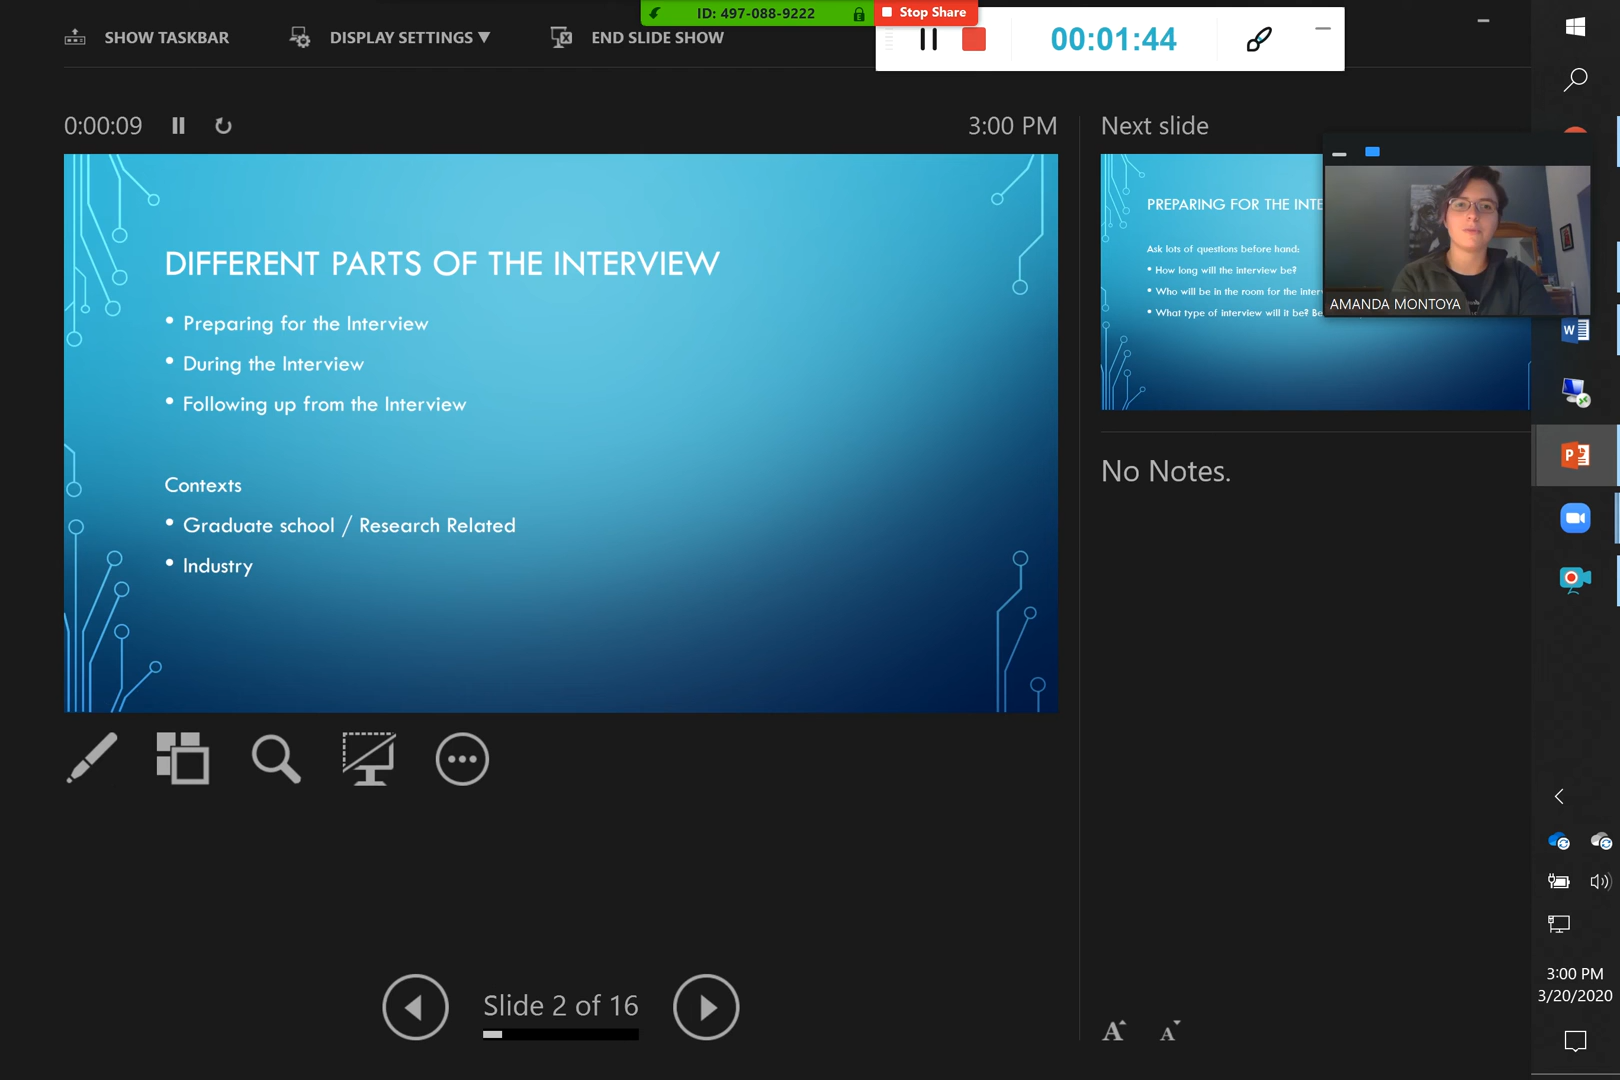 ID: 497-088-9222
Stop Share
SHOW TASKBAR
DISPLAY SETTINGS ▼
END SLIDE SHOW
00:01:44
0:00:09
3:00 PM
Next slide
DIFFERENT PARTS OF THE INTERVIEW
• Preparing for the Interview
• During the Interview
• Following up from the Interview
Contexts
• Graduate school / Research Related
• Industry
PREPARING FOR THE INTE
Ask lots of questions before hand:
• How long will the interview be?
• Who will be in the room for the inter
• What type of interview will it be? Be
AMANDA MONTOYA
No Notes.
Slide 2 of 16
3:00 PM
3/20/2020